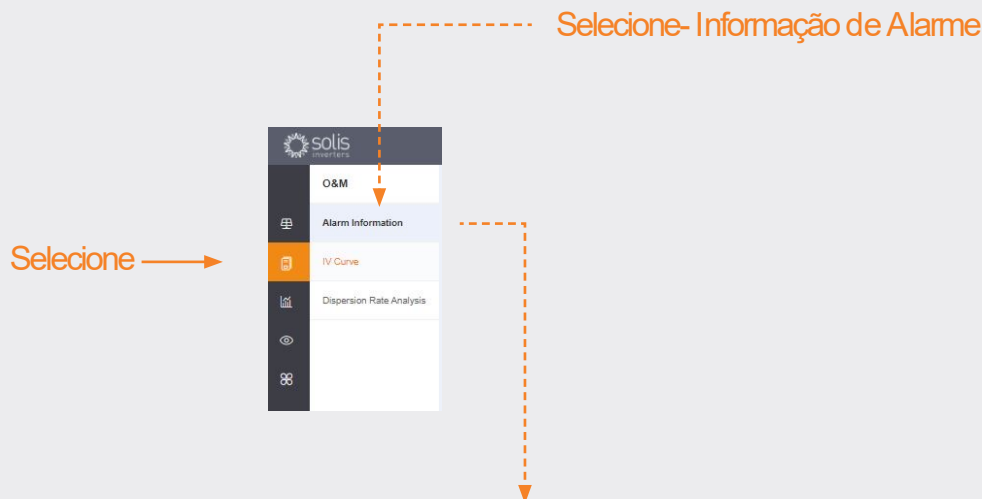 Selecione- Informação de Alarme
solis
inverters
O&M
Alarm Information
Selecione
IV Curve
Dispersion Rate Analysis